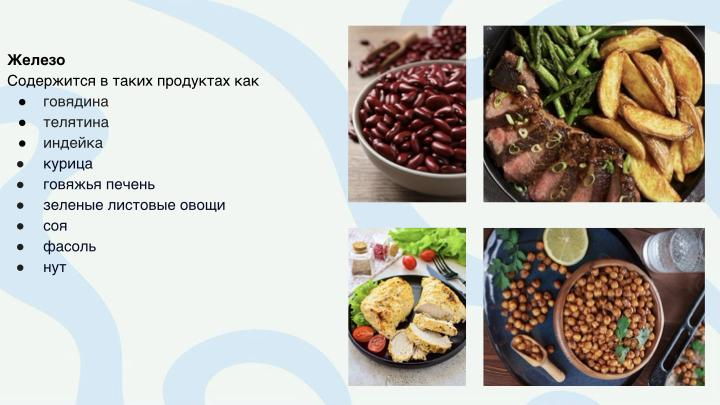 Железо
Содержится в таких продуктах как
● говядина
● телятина
● индейка
● курица
● говяжья печень
● зеленые листовые овощи
● соя
● фасоль
● нут